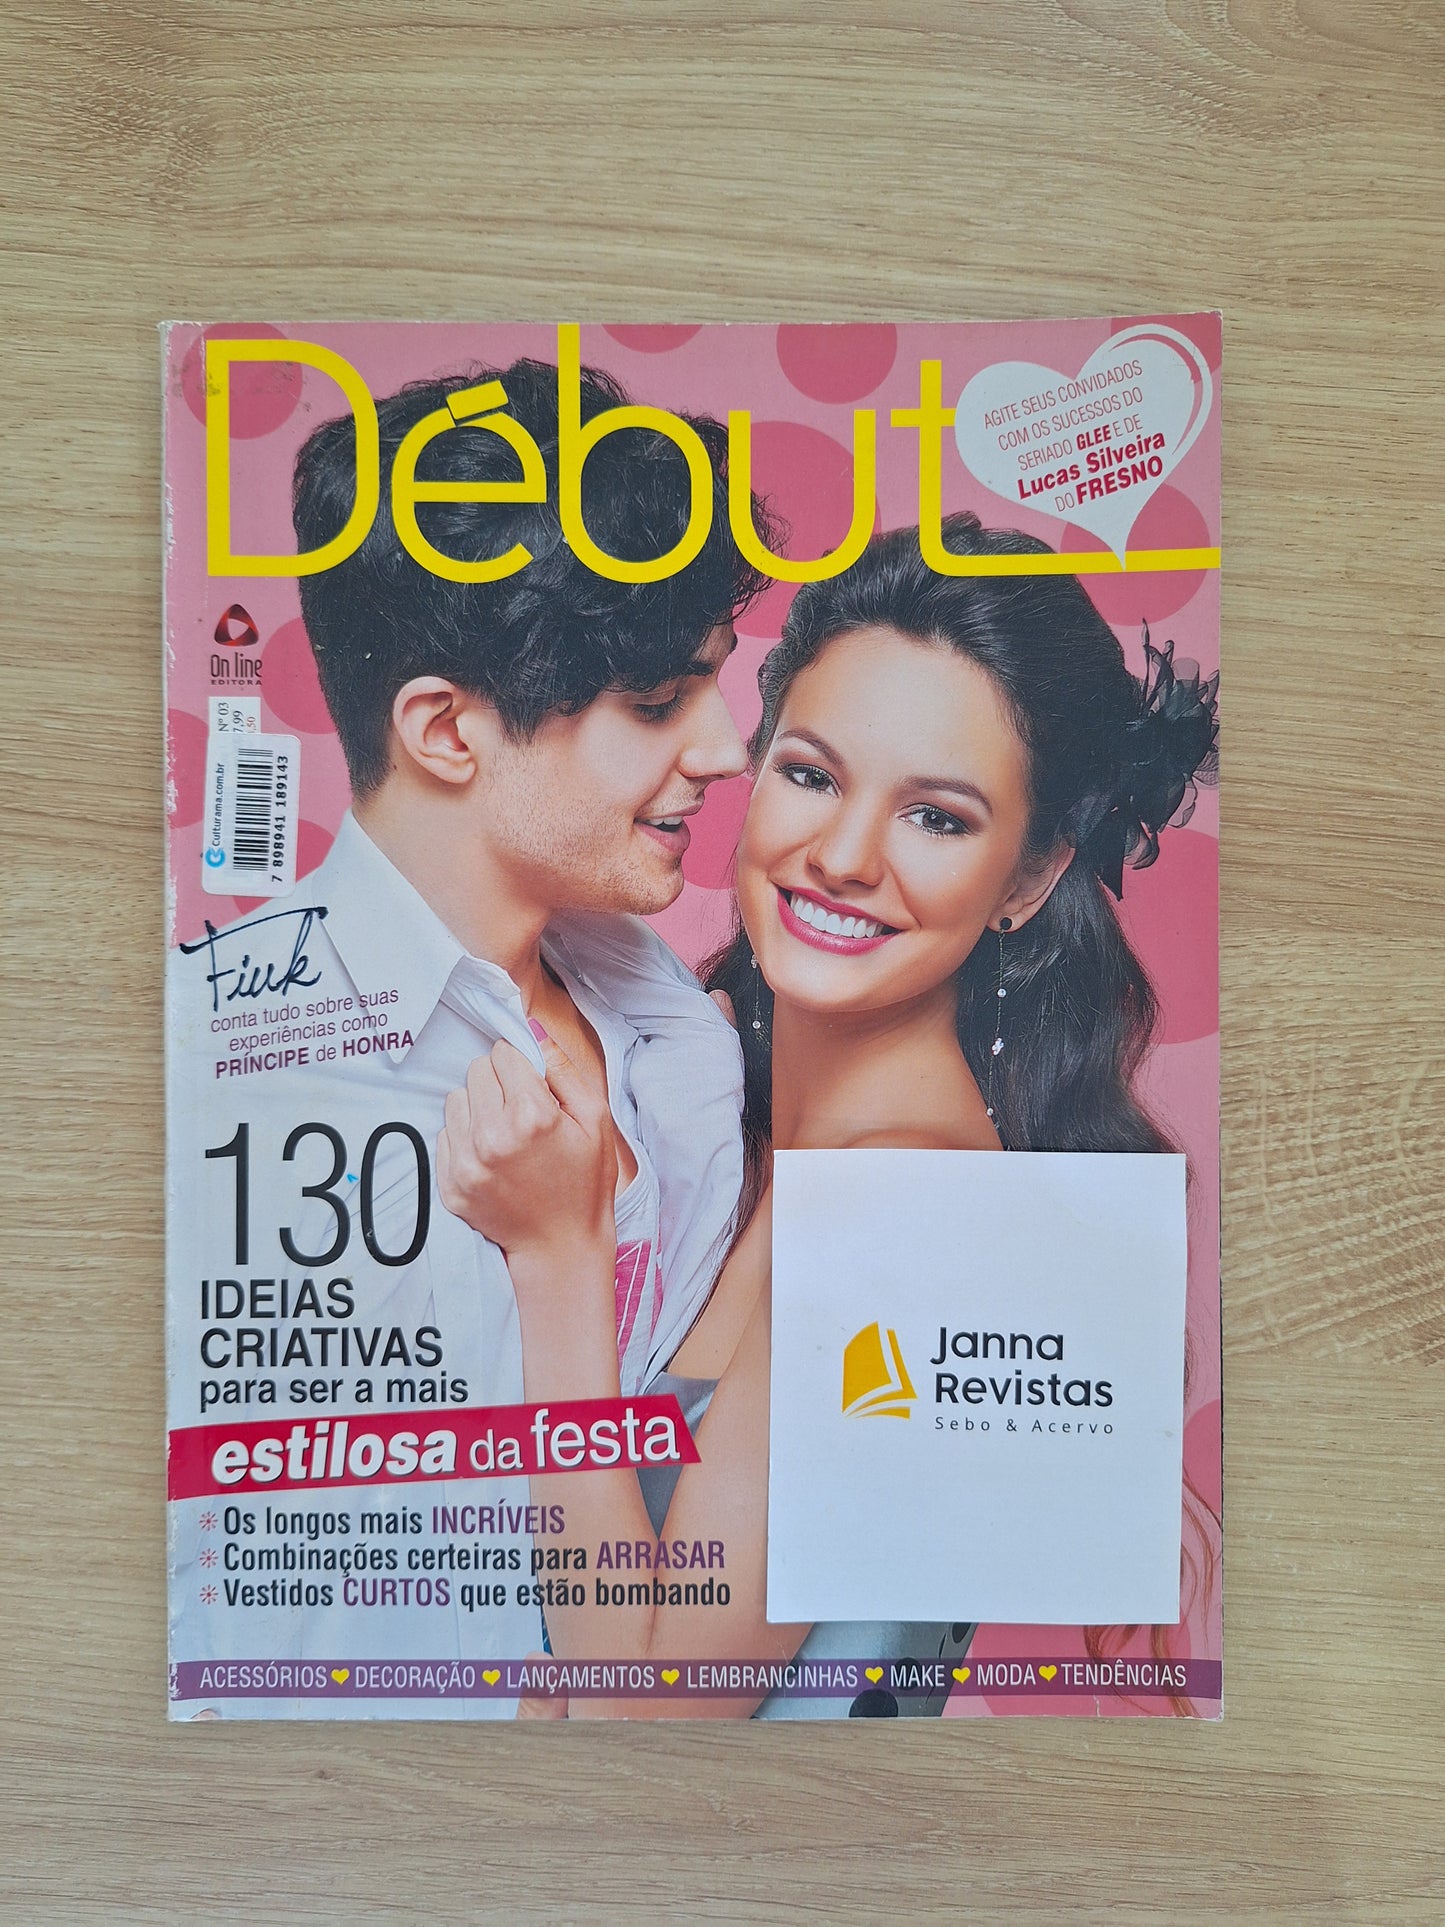 Début
AGITE SEUS CONVIDADOS
COM OS SUCESSOS DO
SERIADO GLEE E DE
Lucas Silveira
DO FRESNO
On line
EDITORA
Nº 03
7,99
,50
Culturama.com.br
7 898941 189143
Fiuk
conta tudo sobre suas
experiências como
PRÍNCIPE de HONRA
130
IDEIAS
CRIATIVAS
para ser a mais
estilosa da festa
Os longos mais INCRÍVEIS
Combinações certeiras para ARRASAR
Vestidos CURTOS que estão bombando
Janna
Revistas
Sebo & Acervo
ACESSÓRIOS DECORAÇÃO LANÇAMENTOS LEMBRANCINHAS MAKE MODA TENDÊNCIAS